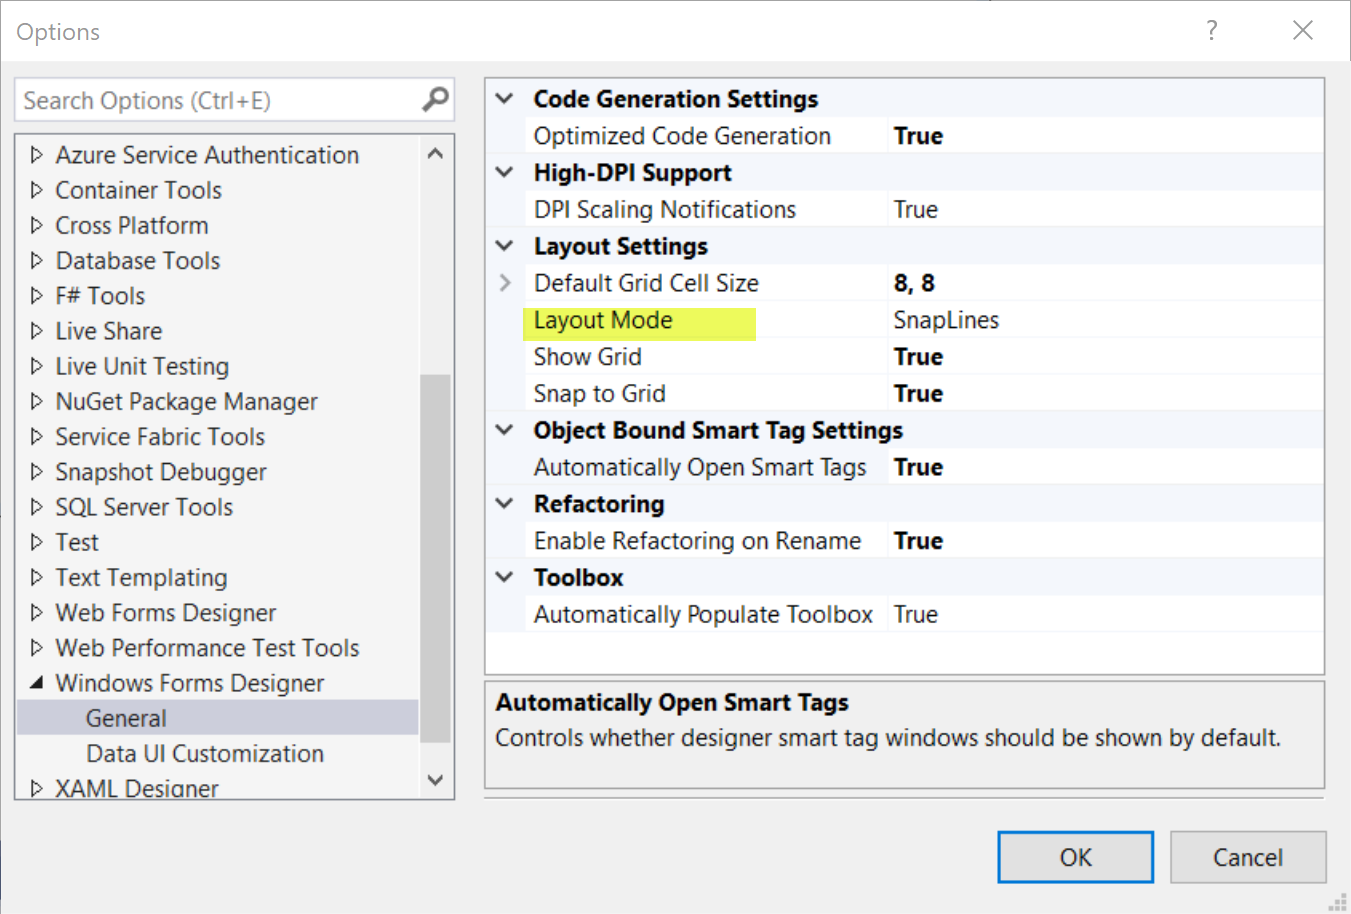 Options
?
Search Options (Ctrl+E)
Azure Service Authentication
Container Tools
Cross Platform
Database Tools
F# Tools
Live Share
Live Unit Testing
NuGet Package Manager
Service Fabric Tools
Snapshot Debugger
SQL Server Tools
Test
Text Templating
Web Forms Designer
Web Performance Test Tools
Windows Forms Designer
General
Data UI Customization
XAML Designer
Code Generation Settings
Optimized Code Generation True
High-DPI Support
DPI Scaling Notifications True
Layout Settings
Default Grid Cell Size 8, 8
Layout Mode SnapLines
Show Grid True
Snap to Grid True
Object Bound Smart Tag Settings
Automatically Open Smart Tags True
Refactoring
Enable Refactoring on Rename True
Toolbox
Automatically Populate Toolbox True
Automatically Open Smart Tags
Controls whether designer smart tag windows should be shown by default.
OK Cancel